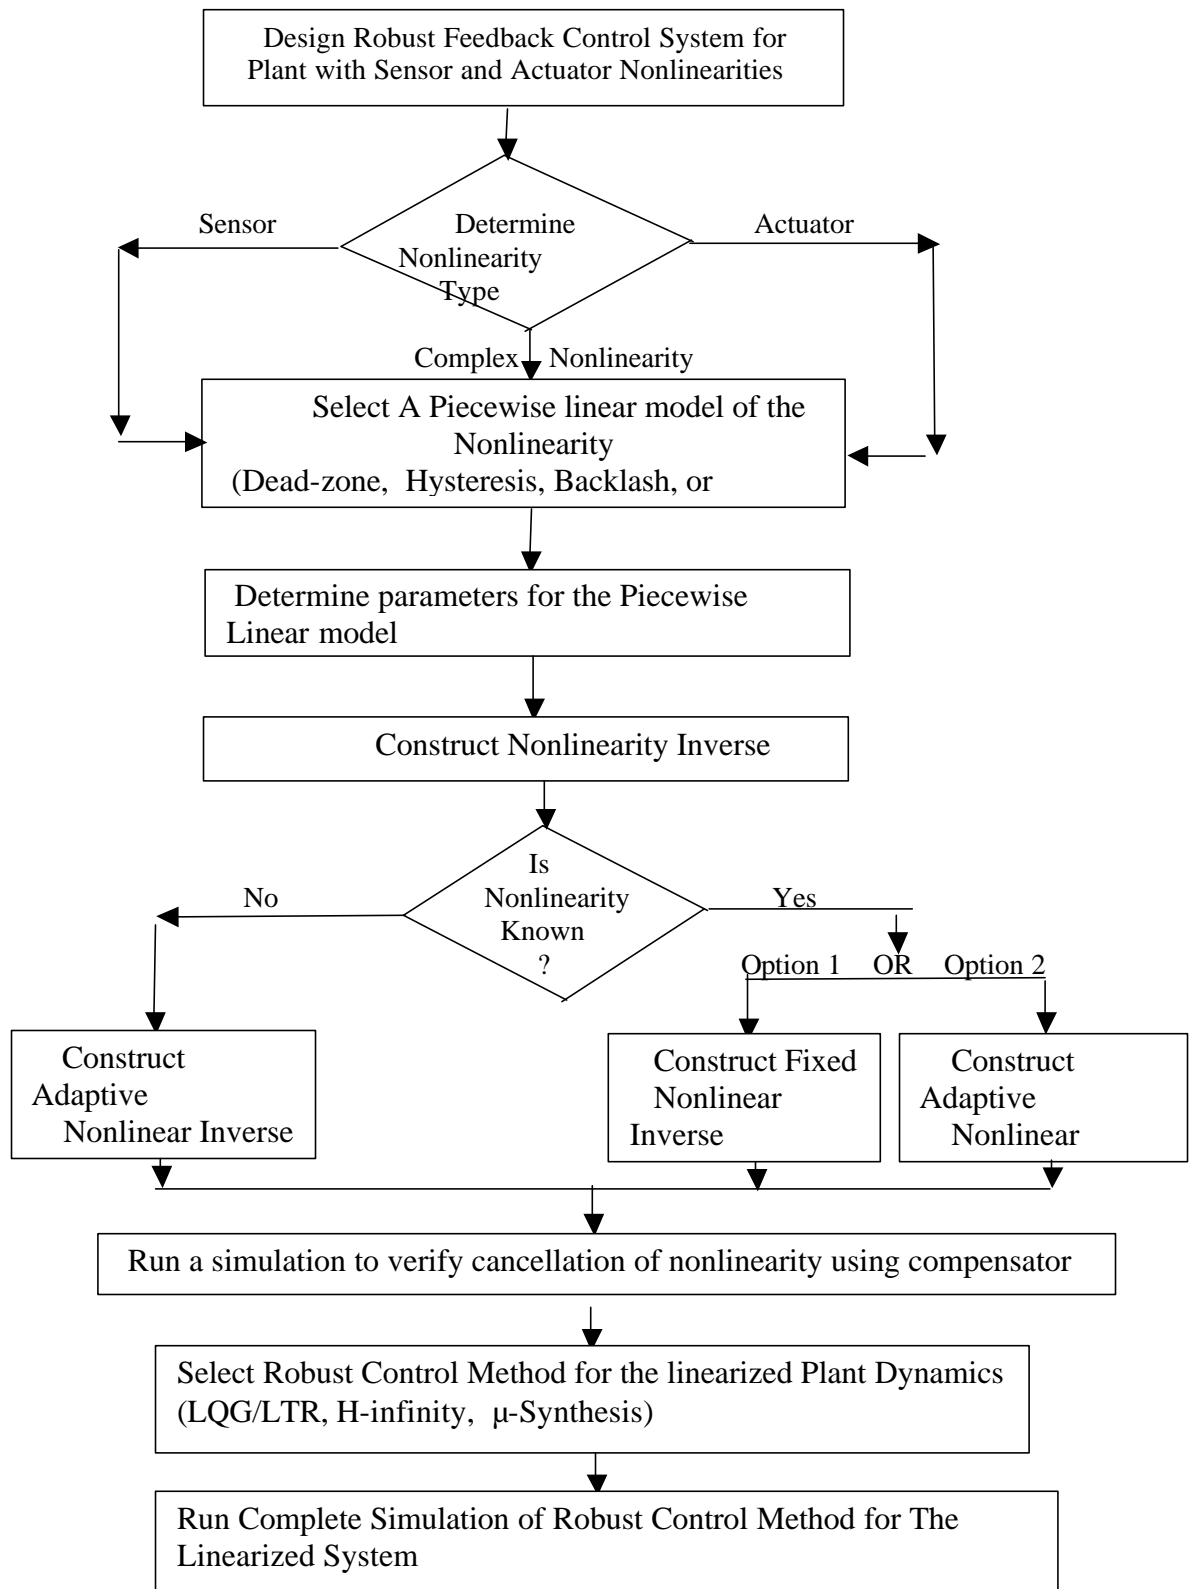 Design Robust Feedback Control System for
Plant with Sensor and Actuator Nonlinearities
Sensor
Determine
Nonlinearity
Type
Actuator
Complex Nonlinearity
Select A Piecewise linear model of the
Nonlinearity
(Dead-zone, Hysteresis, Backlash, or
Determine parameters for the Piecewise
Linear model
Construct Nonlinearity Inverse
Is
Nonlinearity
Known
?
No
Yes
Option 1 OR Option 2
Construct
Adaptive
Nonlinear Inverse
Construct Fixed
Nonlinear
Inverse
Construct
Adaptive
Nonlinear
Run a simulation to verify cancellation of nonlinearity using compensator
Select Robust Control Method for the linearized Plant Dynamics
(LQG/LTR, H-infinity, μ-Synthesis)
Run Complete Simulation of Robust Control Method for The
Linearized System